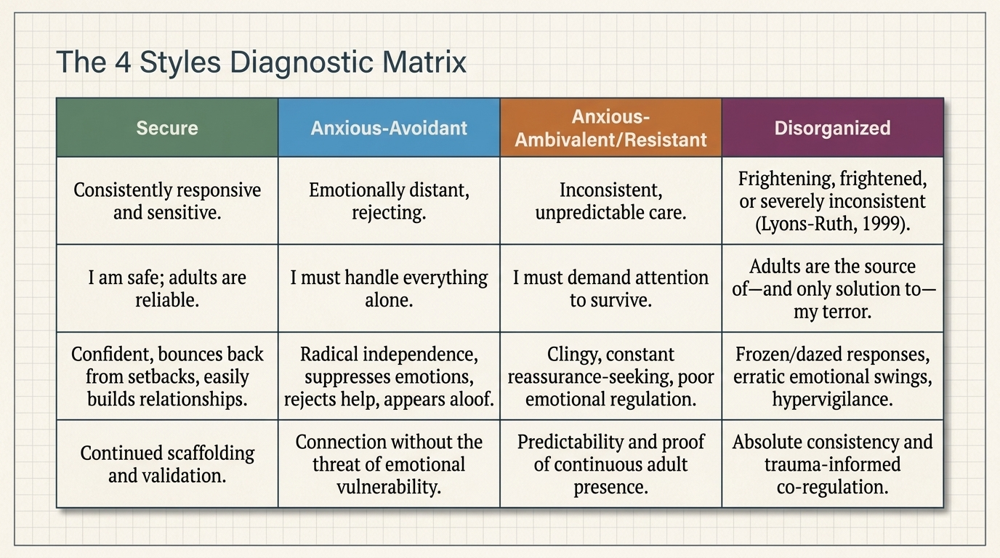 The 4 Styles Diagnostic Matrix
Secure
Anxious-Avoidant
Anxious-
Ambivalent/Resistant
Disorganized
Consistently responsive
and sensitive.
Emotionally distant,
rejecting.
Inconsistent,
unpredictable care.
Frightening, frightened,
or severely inconsistent
(Lyons-Ruth, 1999).
I am safe; adults are
reliable.
I must handle everything
alone.
I must demand attention
to survive.
Adults are the source
of—and only solution to—
my terror.
Confident, bounces back
from setbacks, easily
builds relationships.
Radical independence,
suppresses emotions,
rejects help, appears aloof.
Clingy, constant
reassurance-seeking, poor
emotional regulation.
Frozen/dazed responses,
erratic emotional swings,
hypervigilance.
Continued scaffolding
and validation.
Connection without the
threat of emotional
vulnerability.
Predictability and proof
of continuous adult
presence.
Absolute consistency and
trauma-informed
co-regulation.